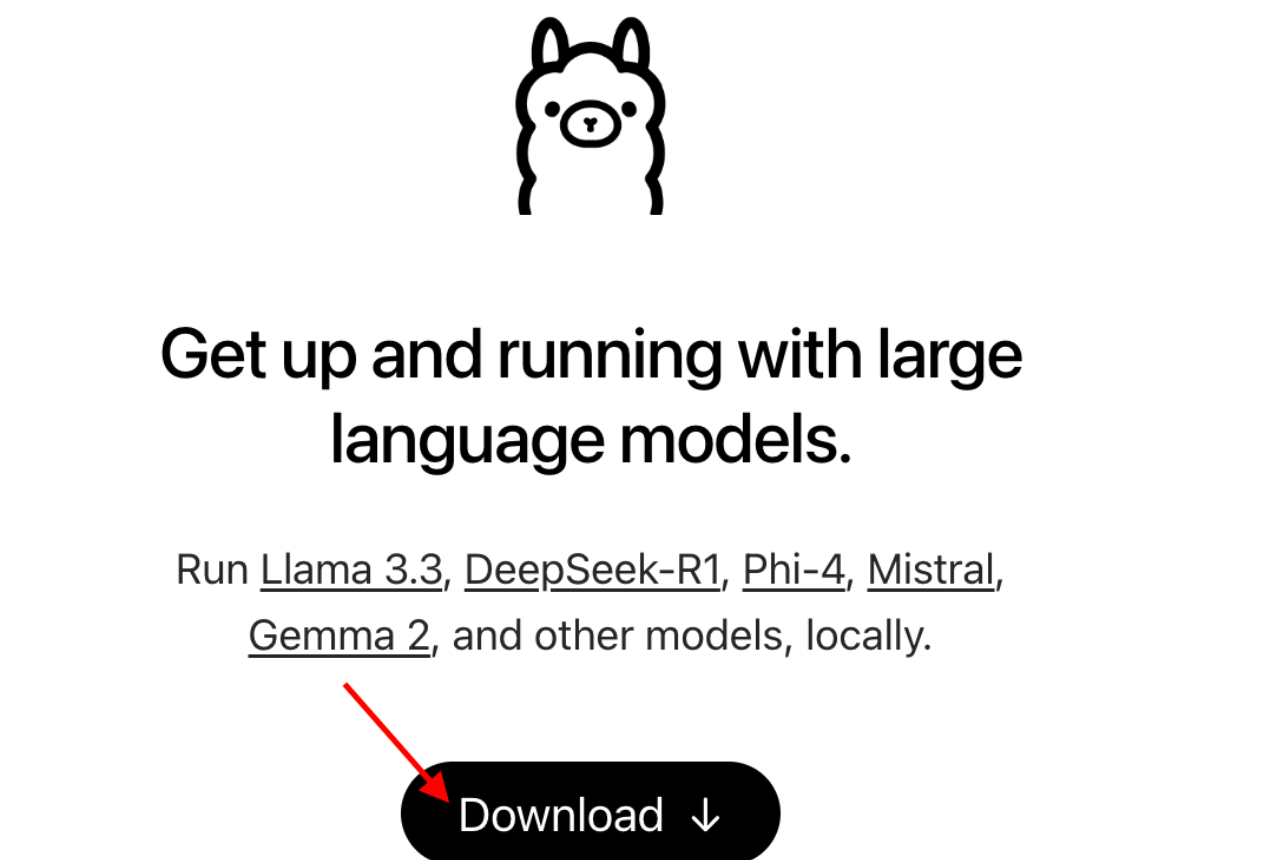 Get up and running with large
language models.
Run Llama 3.3, DeepSeek-R1, Phi-4, Mistral,
Gemma 2, and other models, locally.
Download ↓